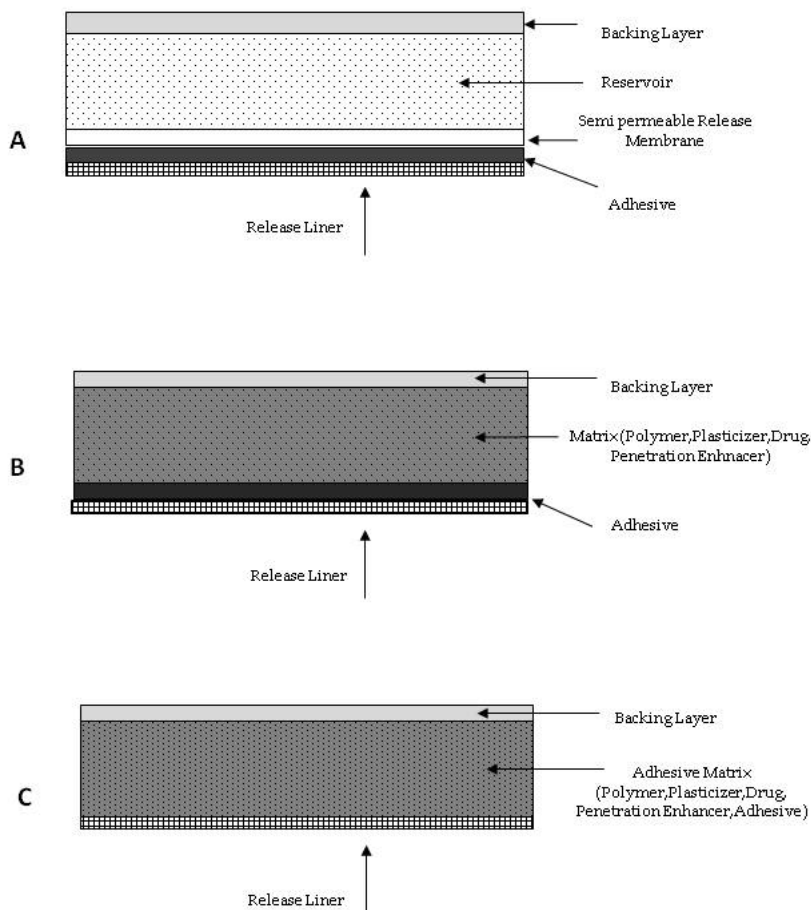 Backing Layer
Reservoir
A
Semi permeable Release
Membrane
Adhesive
Release Liner
Backing Layer
B
Matrix(Polymer,Plasticizer,Drug,
Penetration Enhnacer)
Adhesive
Release Liner
Backing Layer
C
Adhesive Matrix
(Polymer,Plasticizer,Drug,
Penetration Enhancer,Adhesive)
Release Liner